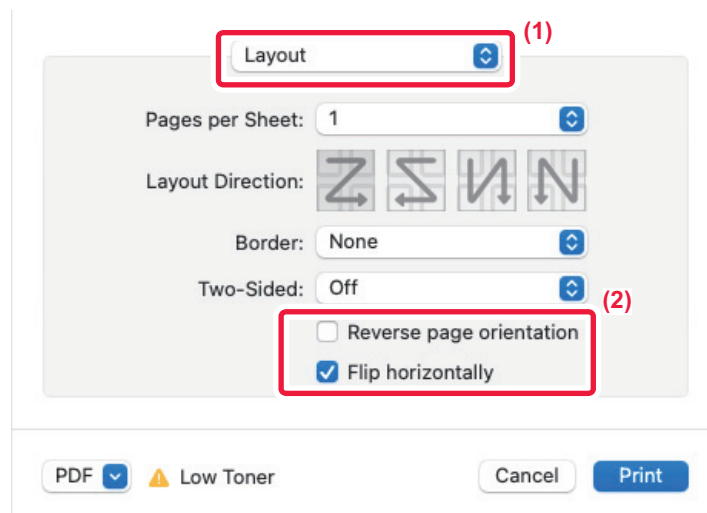 (1)
Layout
Pages per Sheet: 1
Layout Direction:
Border: None
Two-Sided: Off
(2)
Reverse page orientation
Flip horizontally
PDF Low Toner Cancel Print